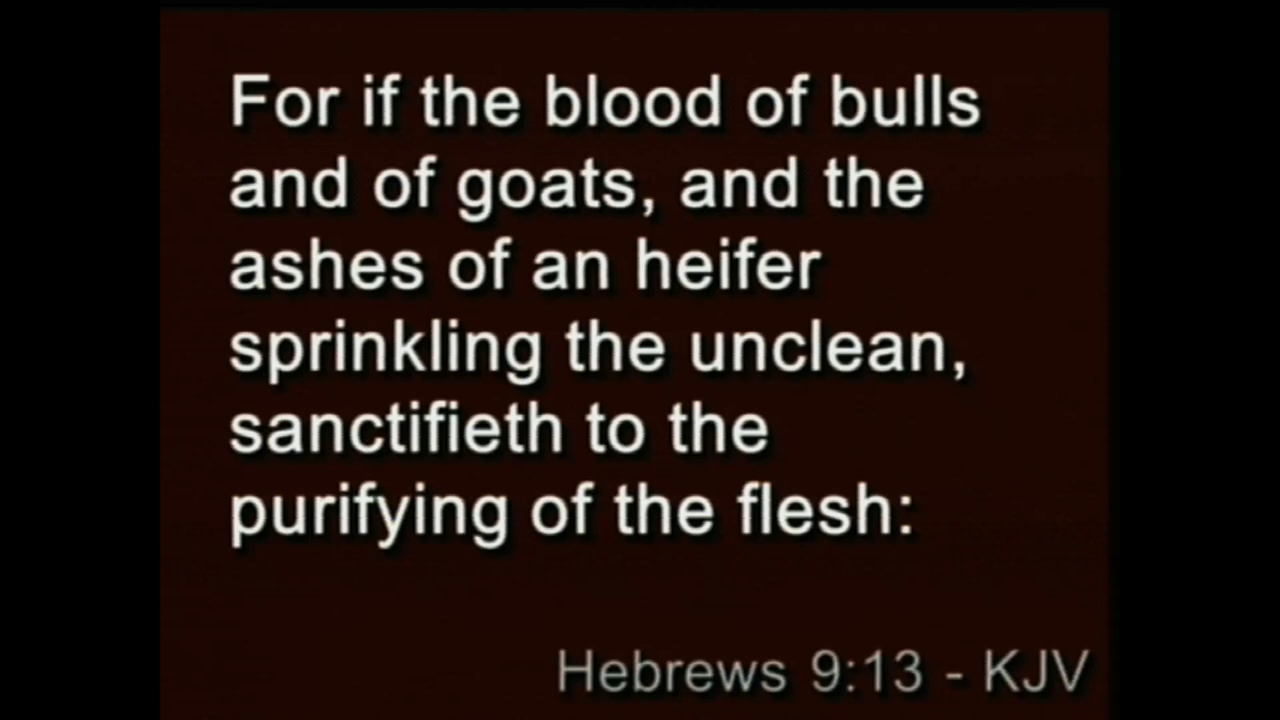 For if the blood of bulls
and of goats, and the
ashes of an heifer
sprinkling the unclean,
sanctifieth to the
purifying of the flesh:
Hebrews 9:13 - KJV